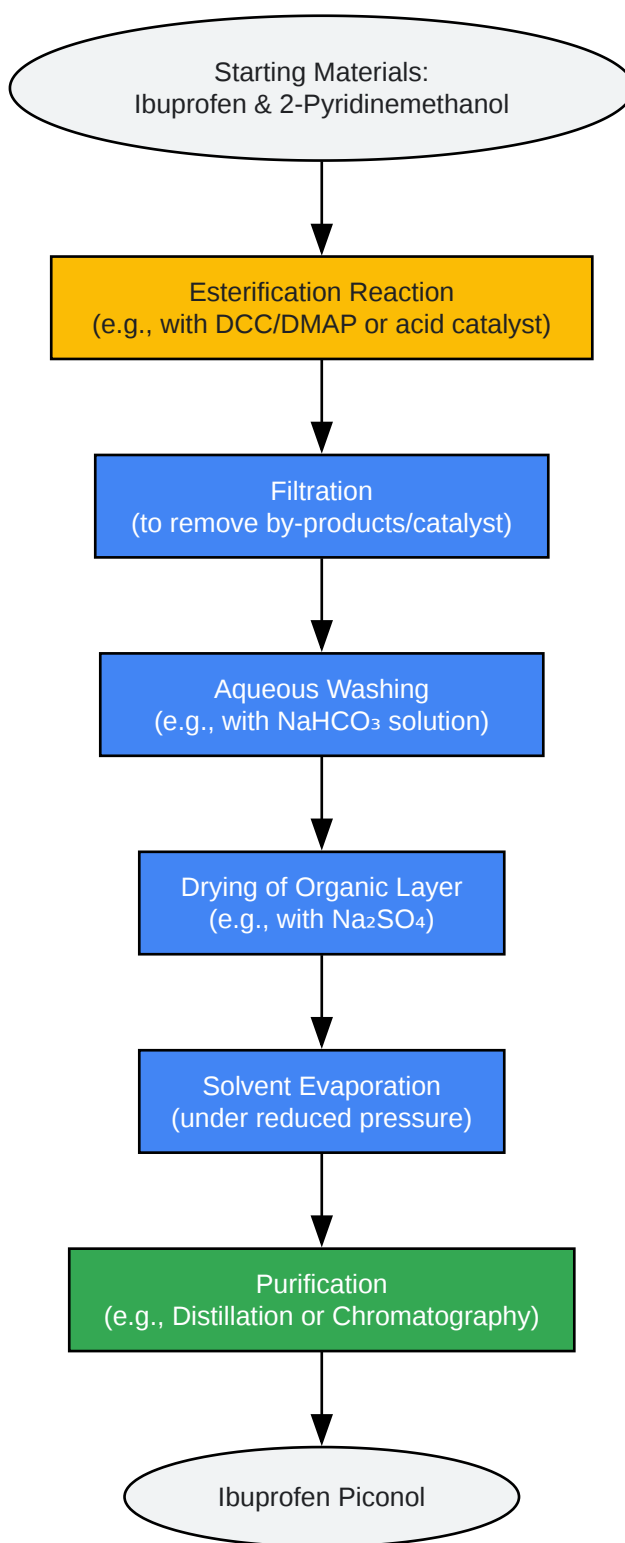 Starting Materials:
Ibuprofen & 2-Pyridinemethanol
Esterification Reaction
(e.g., with DCC/DMAP or acid catalyst)
Filtration
(to remove by-products/catalyst)
Aqueous Washing
(e.g., with NaHCO₃ solution)
Drying of Organic Layer
(e.g., with Na₂SO₄)
Solvent Evaporation
(under reduced pressure)
Purification
(e.g., Distillation or Chromatography)
Ibuprofen Piconol